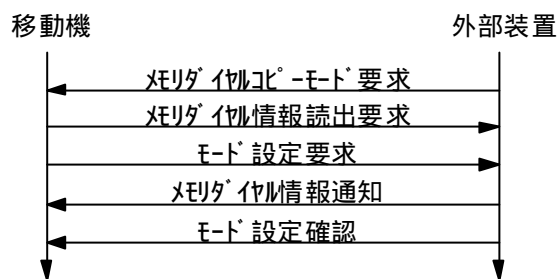 移動機 外部装置
ﾒﾓﾘﾀﾞｲﾔﾙｺﾋﾟｰﾓｰﾄﾞ要求
ﾒﾓﾘﾀﾞｲﾔﾙ情報読出要求
ﾓｰﾄﾞ設定要求
ﾒﾓﾘﾀﾞｲﾔﾙ情報通知
ﾓｰﾄﾞ設定確認